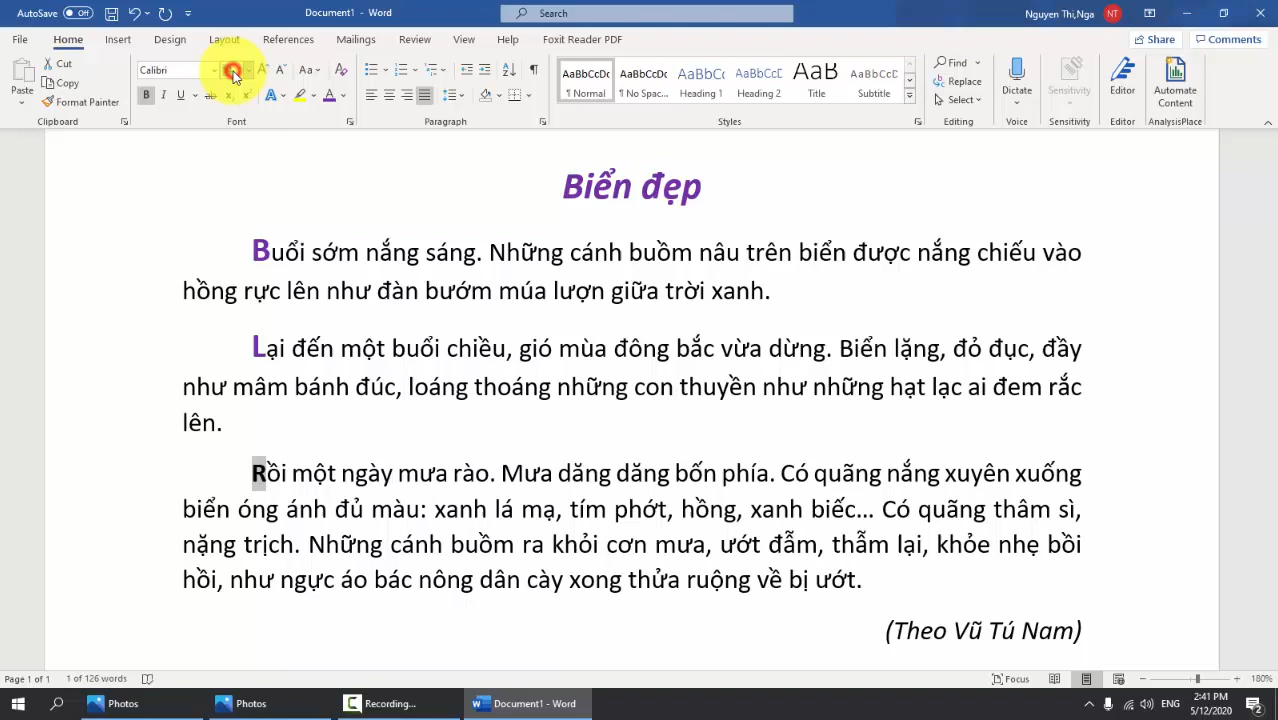 AutoSave Off Document1 - Word Search Nguyen Thi,Nga NT
File Home Insert Design Layout References Mailings Review View Help Foxit Reader PDF Share Comments
Paste Cut Copy Format Painter Clipboard
Calibri Aa B I U ab x A A Font
Paragraph
AaBbCcDc ¶ Normal AaBbCcDc ¶ No Spac... AaBbCc Heading 1 AaBbCcD Heading 2 AaB Title AaBbCcD Subtitle Styles
Find Replace Select Editing
Dictate Voice
Sensitivity Sensitivity
Editor Editor
Automate Content AnalysisPlace
Biển đẹp
Buổi sớm nắng sáng. Những cánh buồm nâu trên biển được nắng chiếu vào
hồng rực lên như đàn bướm múa lượn giữa trời xanh.
Lại đến một buổi chiều, gió mùa đông bắc vừa dừng. Biển lặng, đỏ đục, đầy
như mâm bánh đúc, loáng thoáng những con thuyền như những hạt lạc ai đem rắc
lên.
Rồi một ngày mưa rào. Mưa dăng dăng bốn phía. Có quãng nắng xuyên xuống
biển óng ánh đủ màu: xanh lá mạ, tím phớt, hồng, xanh biếc... Có quãng thâm sì,
nặng trịch. Những cánh buồm ra khỏi cơn mưa, ướt đẫm, thẫm lại, khỏe nhẹ bồi
hồi, như ngực áo bác nông dân cày xong thửa ruộng về bị ướt.
(Theo Vũ Tú Nam)
Page 1 of 1 1 of 126 words Focus 180%
Photos Photos Recording... Document1 - Word ENG 2:41 PM
5/12/2020 2